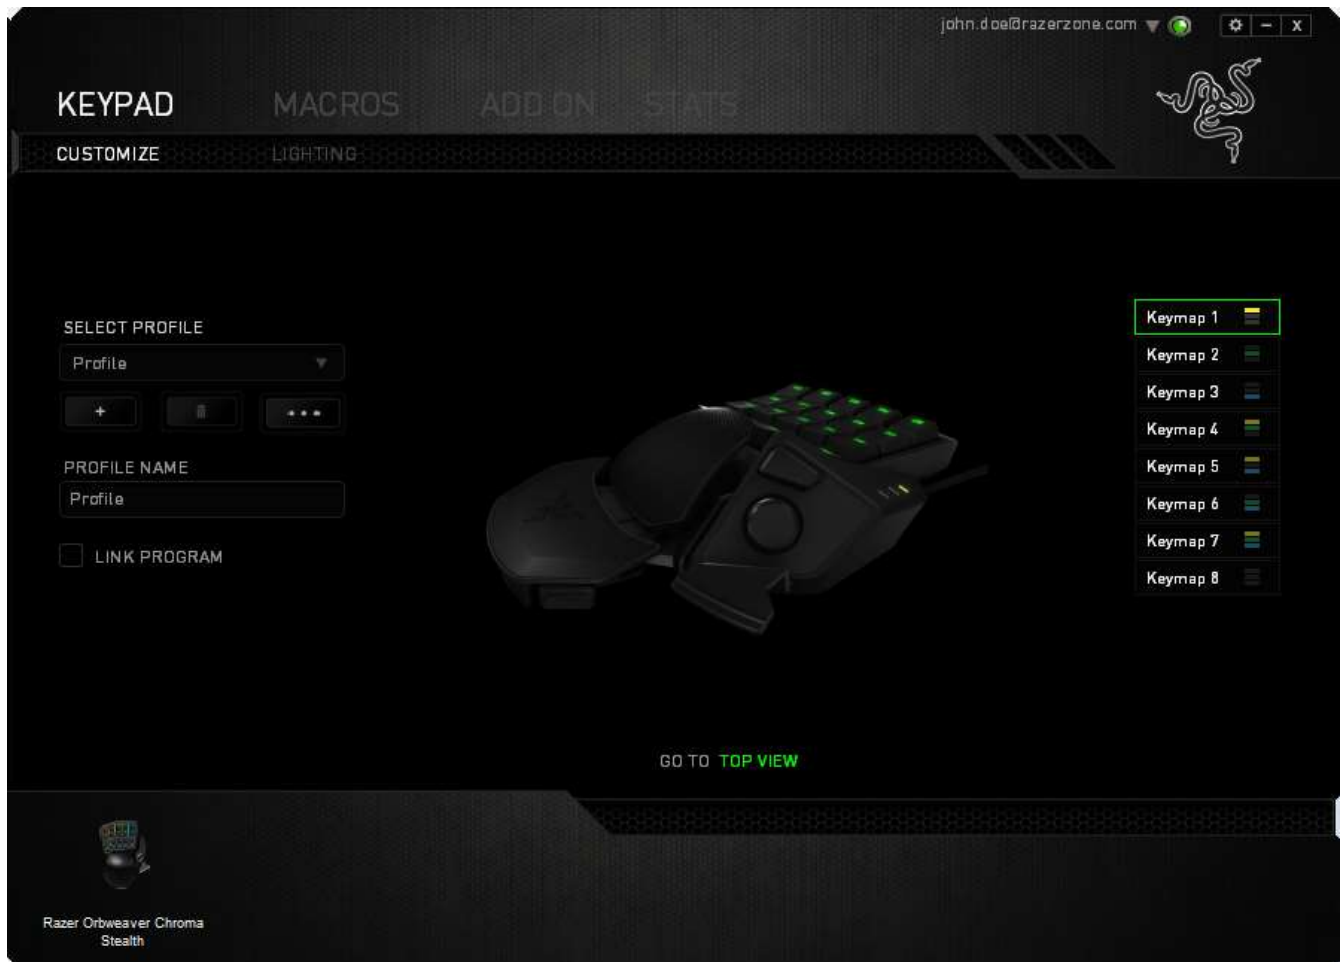 john.doe@razerzone.com
KEYPAD MACROS ADD ON STATS
CUSTOMIZE LIGHTING
SELECT PROFILE
Profile
PROFILE NAME
Profile
LINK PROGRAM
Keymap 1
Keymap 2
Keymap 3
Keymap 4
Keymap 5
Keymap 6
Keymap 7
Keymap 8
GO TO TOP VIEW
Razer Orbweaver Chroma
Stealth